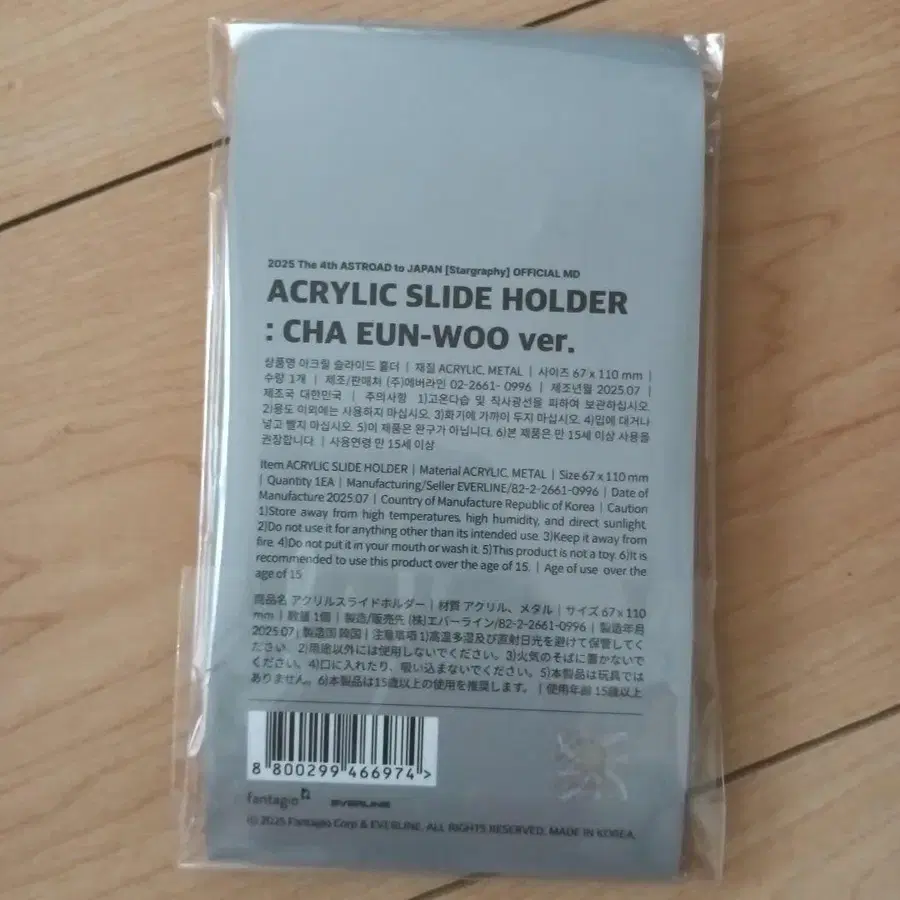 2025 The 4th ASTROAD to JAPAN [Stargraphy] OFFICIAL MD
ACRYLIC SLIDE HOLDER
: CHA EUN-WOO ver.
상품명 아크릴 슬라이드 홀더 | 재질 ACRYLIC, METAL | 사이즈 67 x 110 mm |
수량 1개 | 제조/판매처 (주)에버라인 02-2661- 0996 | 제조년월 2025.07 |
제조국 대한민국 | 주의사항 1)고온다습 및 직사광선을 피하여 보관하십시오.
2)용도 이외에는 사용하지 마십시오. 3)화기에 가까이 두지 마십시오. 4)입에 대거나
넣고 빨지 마십시오. 5)이 제품은 완구가 아닙니다. 6)본 제품은 만 15세 이상 사용을
권장합니다. | 사용연령 만 15세 이상
Item ACRYLIC SLIDE HOLDER | Material ACRYLIC, METAL | Size 67 x 110 mm
| Quantity 1EA | Manufacturing/Seller EVERLINE/82-2-2661-0996 | Date of
Manufacture 2025.07 | Country of Manufacture Republic of Korea | Caution
1)Store away from high temperatures, high humidity, and direct sunlight.
2)Do not use it for anything other than its intended use. 3)Keep it away from
fire. 4)Do not put it in your mouth or wash it. 5)This product is not a toy. 6)It is
recommended to use this product over the age of 15. | Age of use over the
age of 15
商品名 アクリルスライドホルダー | 材質 アクリル、メタル | サイズ 67 x 110
mm | 数量 1個 | 製造/販売先 (株)エバーライン/82-2-2661-0996 | 製造年月
2025.07 | 製造国 韓国 | 注意事項 1)高温多湿及び直射日光を避けて保管してく
ださい。 2)用途以外には使用しないでください。 3)火気のそばに置かないで
ください。 4)口に入れたり、吸い込まないでください。 5)本製品は玩具では
ありません。 6)本製品は15歳以上の使用を推奨します。 | 使用年齢 15歳以上
8 800299 466974 >
fantagio EVERLINE
© 2025 Fantagio Corp & EVERLINE. ALL RIGHTS RESERVED. MADE IN KOREA.